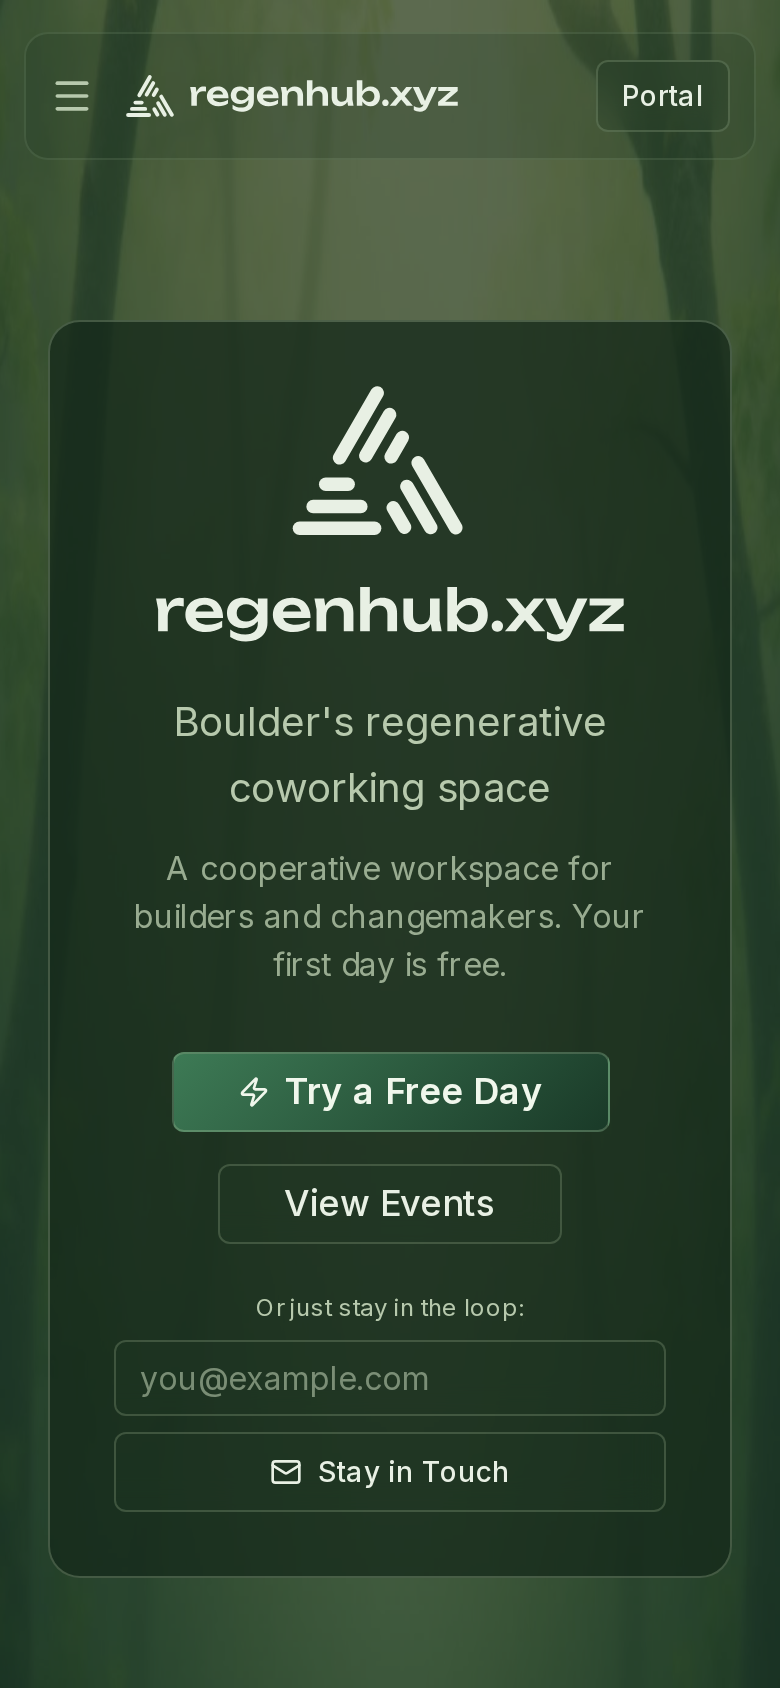 regenhub.xyz
Portal
regenhub.xyz
Boulder's regenerative
coworking space
A cooperative workspace for
builders and changemakers. Your
first day is free.
Try a Free Day
View Events
Or just stay in the loop:
you@example.com
Stay in Touch